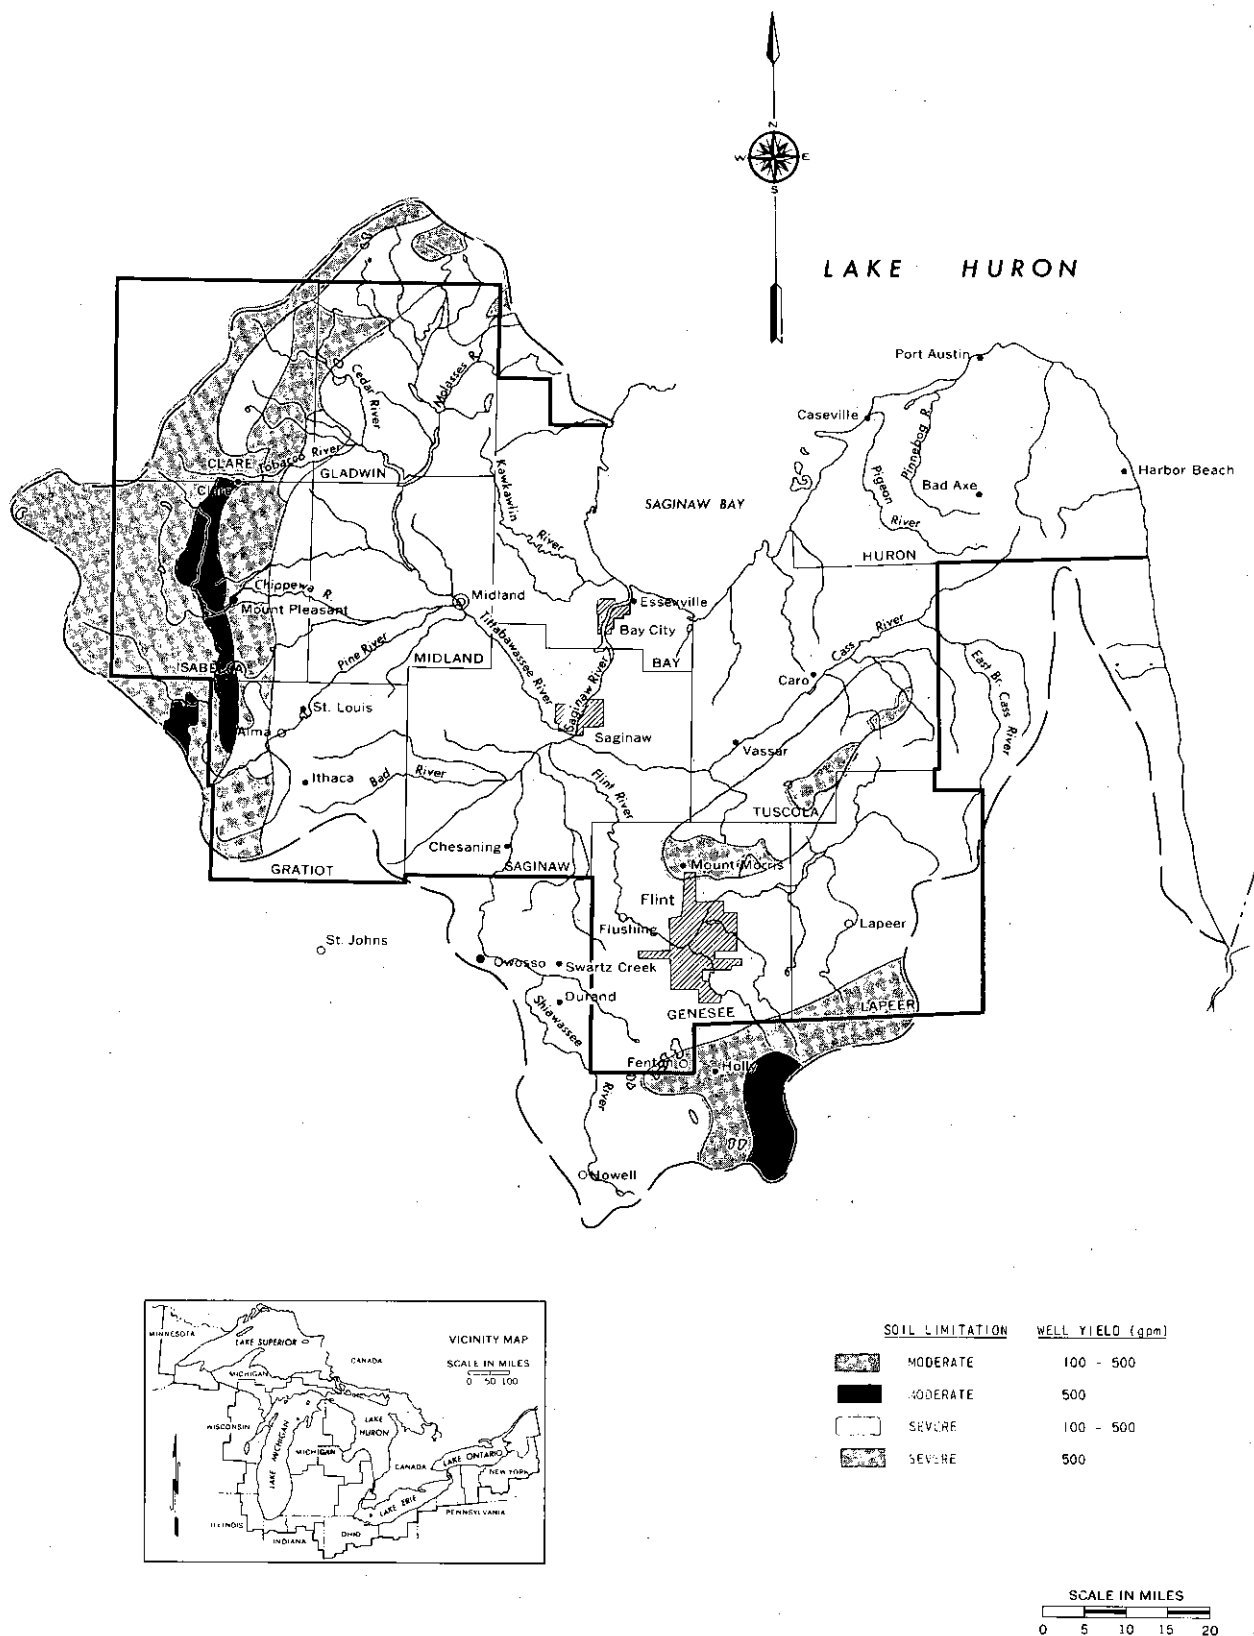 N
W E
S
LAKE HURON
Port Austin
Caseville
Pinnebog R.
Pigeon
River
Bad Axe
Harbor Beach
HURON
SAGINAW BAY
Cedar River
Molasses R.
CLARE
Tobacco River
GLADWIN
Clare
Kawkawlin
River
Chippewa R.
Mount Pleasant
Midland
Essexville
Bay City
BAY
Tittabawassee River
Pine River
MIDLAND
ISABELLA
Saginaw River
Cass River
Caro
East Br. Cass
River
St. Louis
Alma
Saginaw
Vassar
Ithaca
Bad River
Flint River
TUSCOLA
Chesaning
SAGINAW
Mount Morris
GRATIOT
Flint
Flushing
Lapeer
St. Johns
Owosso
Swartz Creek
Durand
Shiawassee
River
GENESEE
LAPEER
Fenton
Holly
Howell
MINNESOTA
LAKE SUPERIOR
VICINITY MAP
SCALE IN MILES
0 50 100
CANADA
MICHIGAN
WISCONSIN
LAKE MICHIGAN
LAKE
HURON
MICHIGAN
CANADA
LAKE ONTARIO
NEW YORK
LAKE ERIE
PENNSYLVANIA
ILLINOIS
INDIANA
OHIO
SOIL LIMITATION WELL YIELD (gpm)
MODERATE 100 - 500
MODERATE 500
SEVERE 100 - 500
SEVERE 500
SCALE IN MILES
0 5 10 15 20